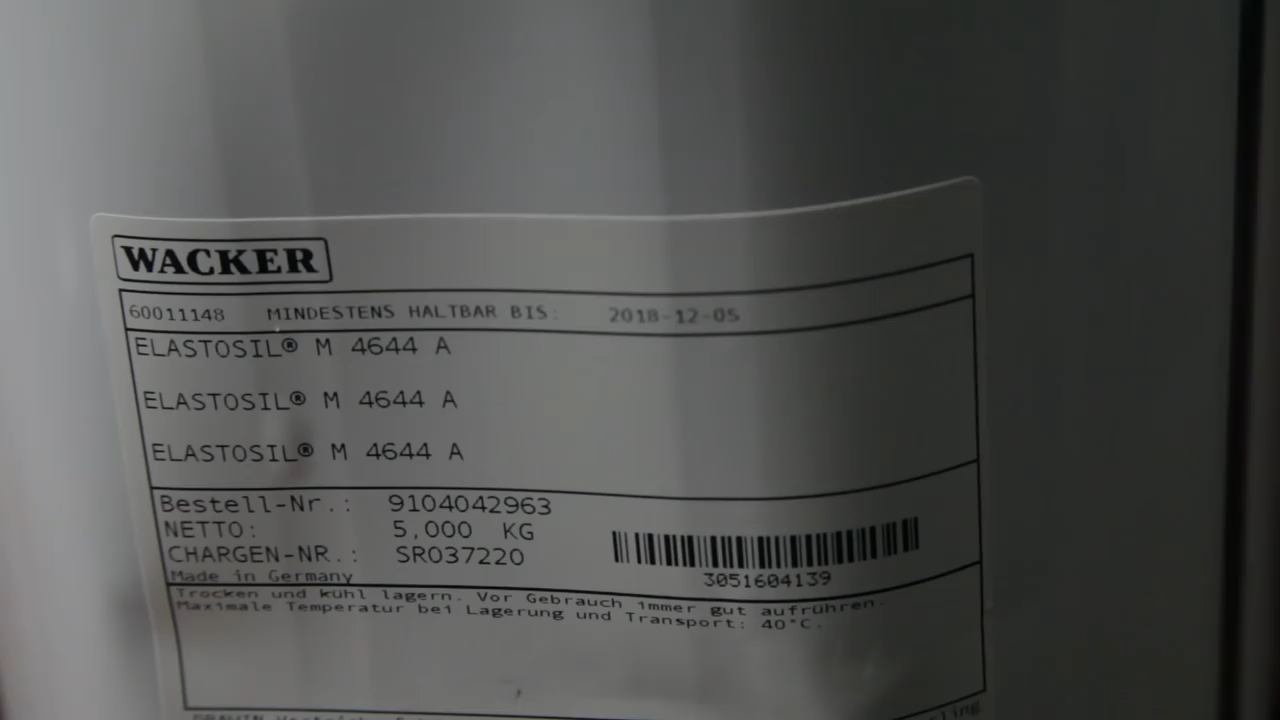 WACKER
60011148 MINDESTENS HALTBAR BIS: 2018-12-05
ELASTOSIL® M 4644 A
ELASTOSIL® M 4644 A
ELASTOSIL® M 4644 A
Bestell-Nr.: 9104042963
NETTO: 5,000 KG
CHARGEN-NR.: SR037220
3051604139
Made in Germany
Trocken und kühl lagern. Vor Gebrauch immer gut aufrühren.
Maximale Temperatur bei Lagerung und Transport: 40°C.